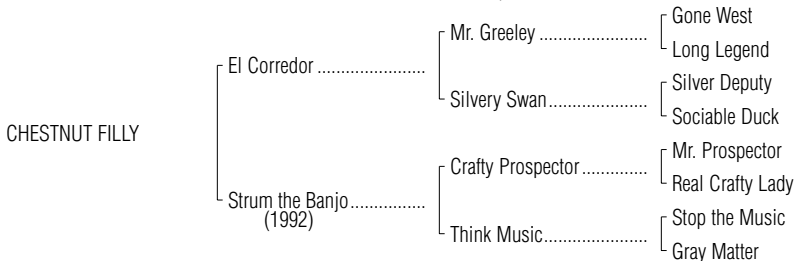 Gone West
Mr. Greeley .......................
Long Legend
El Corredor .......................
Silver Deputy
Silvery Swan.....................
Sociable Duck
CHESTNUT FILLY
Mr. Prospector
Crafty Prospector ..............
Real Crafty Lady
Strum the Banjo................
(1992)
Stop the Music
Think Music......................
Gray Matter